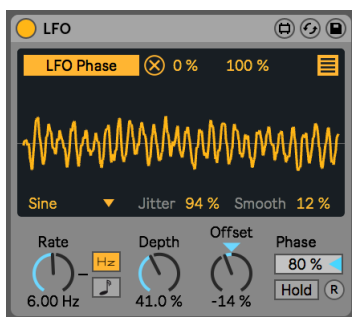 LFO
LFO Phase 0 % 100 %
Sine Jitter 94 % Smooth 12 %
Rate Depth Offset Phase
Hz 80 %
Hold R
6.00 Hz 41.0 % -14 %